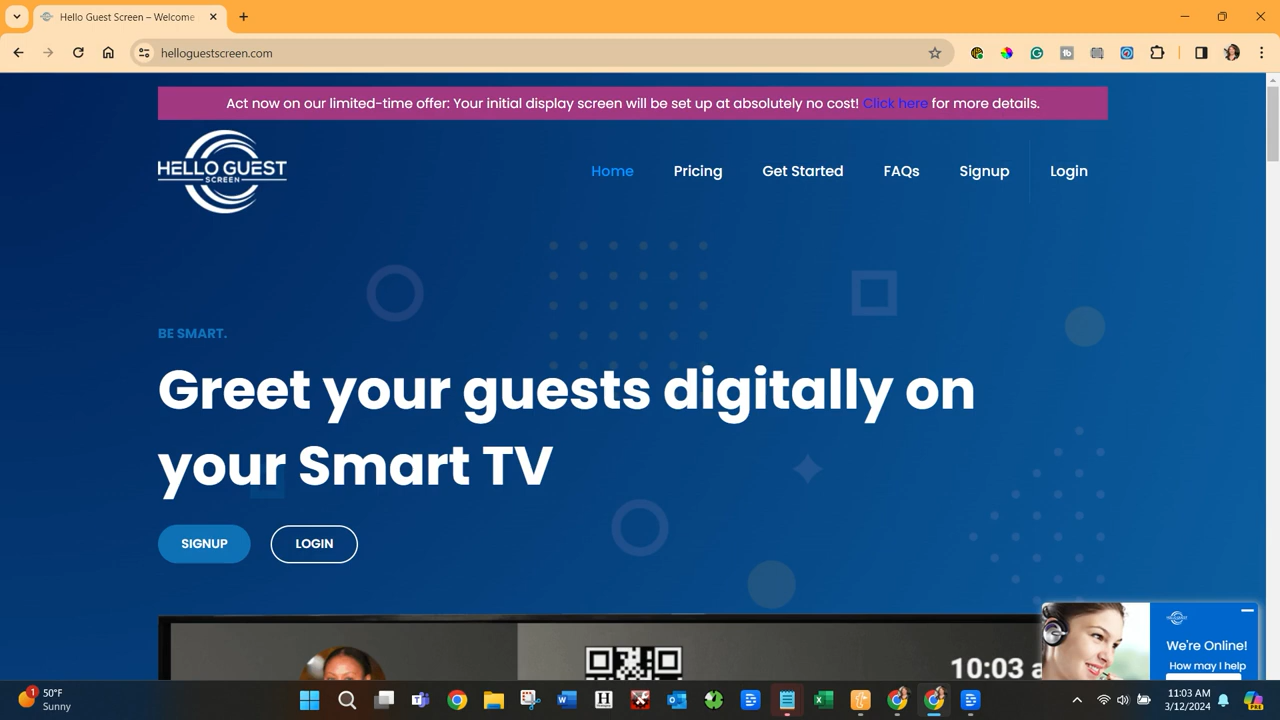 Hello Guest Screen – Welcome
helloguestscreen.com
Act now on our limited-time offer: Your initial display screen will be set up at absolutely no cost! Click here for more details.
HELLO GUEST
SCREEN
Home
Pricing
Get Started
FAQs
Signup
Login
BE SMART.
Greet your guests digitally on
your Smart TV
SIGNUP
LOGIN
10:03 a
HELLO GUEST
We're Online!
How may I help
1
50°F
Sunny
11:03 AM
3/12/2024